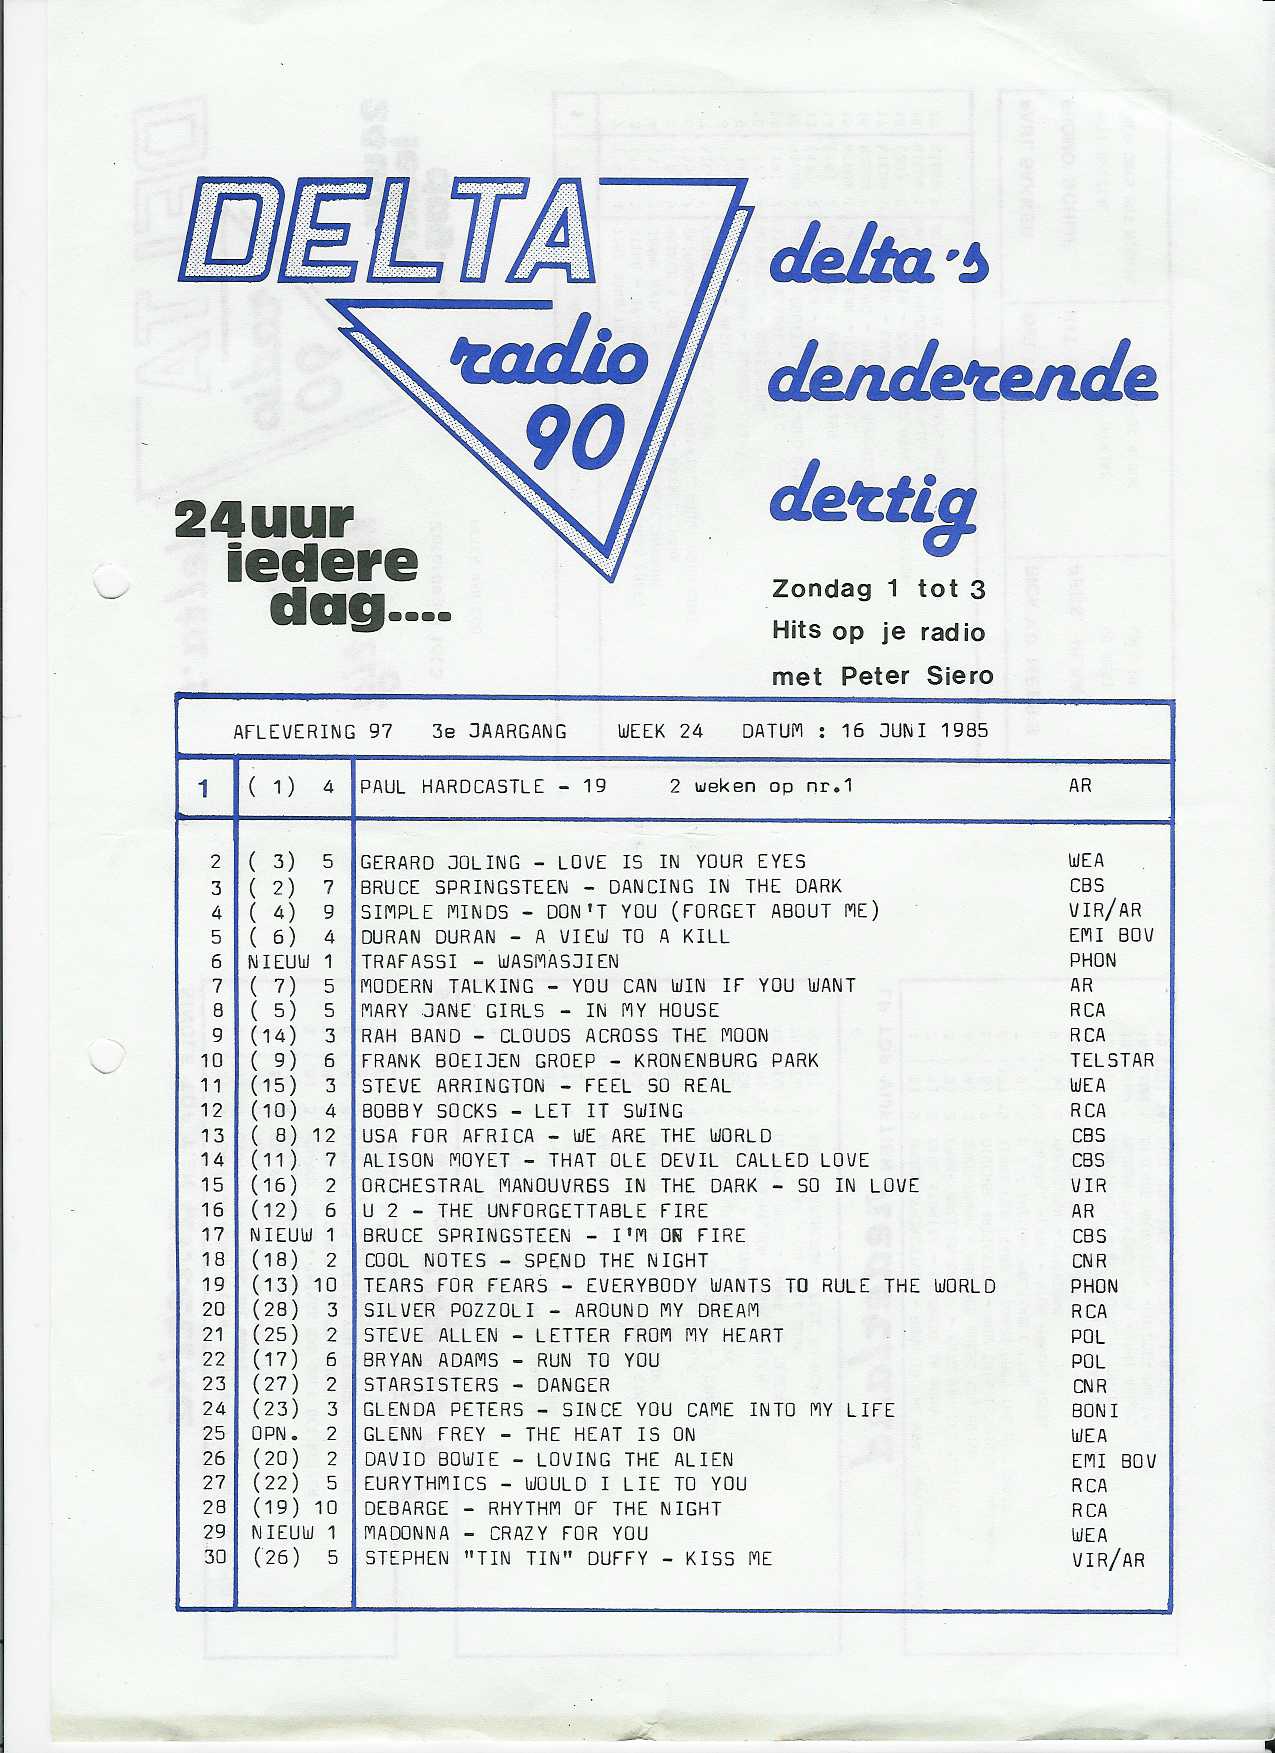 DELTA
radio
90
delta's
denderende
dertig
24uur
iedere
dag....
Zondag 1 tot 3
Hits op je radio
met Peter Siero
AFLEVERING 97 3e JAARGANG WEEK 24 DATUM : 16 JUNI 1985
1 ( 1) 4 PAUL HARDCASTLE - 19 2 weken op nr.1 AR
2 ( 3) 5 GERARD JOLING - LOVE IS IN YOUR EYES WEA
3 ( 2) 7 BRUCE SPRINGSTEEN - DANCING IN THE DARK CBS
4 ( 4) 9 SIMPLE MINDS - DON'T YOU (FORGET ABOUT ME) VIR/AR
5 ( 6) 4 DURAN DURAN - A VIEW TO A KILL EMI BOV
6 NIEUW 1 TRAFASSI - WASMASJIEN PHON
7 ( 7) 5 MODERN TALKING - YOU CAN WIN IF YOU WANT AR
8 ( 5) 5 MARY JANE GIRLS - IN MY HOUSE RCA
9 (14) 3 RAH BAND - CLOUDS ACROSS THE MOON RCA
10 ( 9) 6 FRANK BOEIJEN GROEP - KRONENBURG PARK TELSTAR
11 (15) 3 STEVE ARRINGTON - FEEL SO REAL WEA
12 (10) 4 BOBBY SOCKS - LET IT SWING RCA
13 ( 8) 12 USA FOR AFRICA - WE ARE THE WORLD CBS
14 (11) 7 ALISON MOYET - THAT OLE DEVIL CALLED LOVE CBS
15 (16) 2 ORCHESTRAL MANOUVR6S IN THE DARK - SO IN LOVE VIR
16 (12) 6 U 2 - THE UNFORGETTABLE FIRE AR
17 NIEUW 1 BRUCE SPRINGSTEEN - I'M ON FIRE CBS
18 (18) 2 COOL NOTES - SPEND THE NIGHT CNR
19 (13) 10 TEARS FOR FEARS - EVERYBODY WANTS TO RULE THE WORLD PHON
20 (28) 3 SILVER POZZOLI - AROUND MY DREAM RCA
21 (25) 2 STEVE ALLEN - LETTER FROM MY HEART POL
22 (17) 6 BRYAN ADAMS - RUN TO YOU POL
23 (27) 2 STARSISTERS - DANGER CNR
24 (23) 3 GLENDA PETERS - SINCE YOU CAME INTO MY LIFE BONI
25 OPN. 2 GLENN FREY - THE HEAT IS ON WEA
26 (20) 2 DAVID BOWIE - LOVING THE ALIEN EMI BOV
27 (22) 5 EURYTHMICS - WOULD I LIE TO YOU RCA
28 (19) 10 DEBARGE - RHYTHM OF THE NIGHT RCA
29 NIEUW 1 MADONNA - CRAZY FOR YOU WEA
30 (26) 5 STEPHEN "TIN TIN" DUFFY - KISS ME VIR/AR